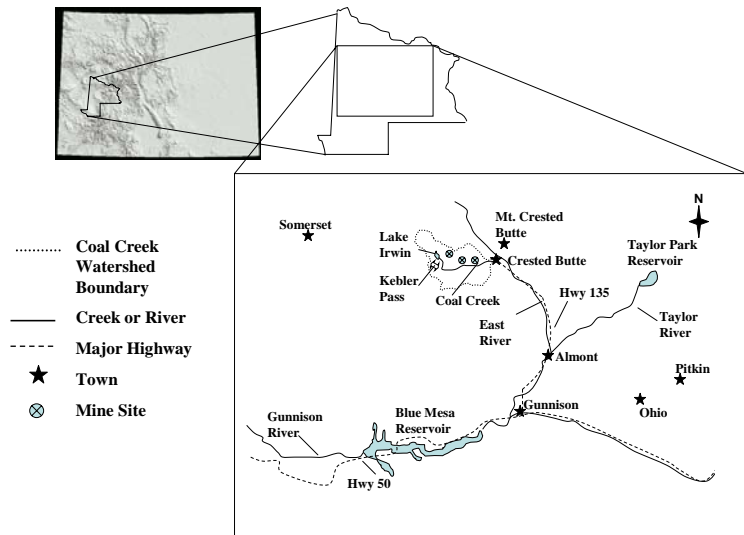 Coal Creek
Watershed
Boundary
Creek or River
Major Highway
Town
Mine Site
N
Somerset
Mt. Crested
Butte
Lake
Irwin
Crested Butte
Taylor Park
Reservoir
Kebler
Pass
Coal Creek
Hwy 135
East
River
Taylor
River
Almont
Pitkin
Ohio
Gunnison
Blue Mesa
Reservoir
Gunnison
River
Hwy 50